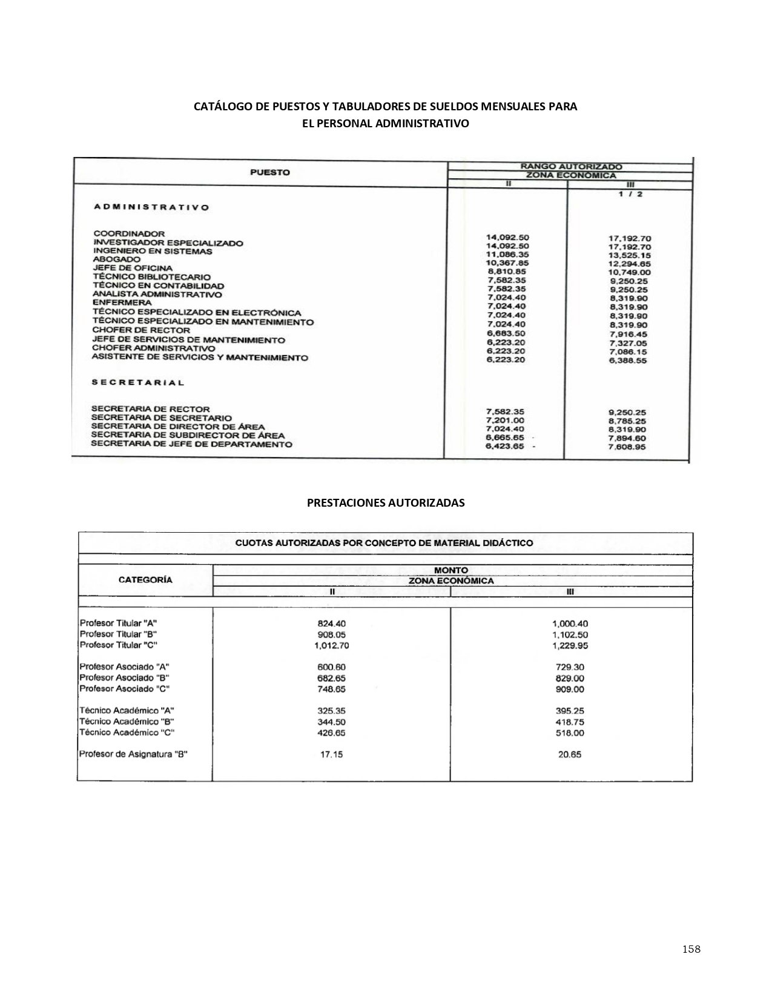 CATÁLOGO DE PUESTOS Y TABULADORES DE SUELDOS MENSUALES PARA
EL PERSONAL ADMINISTRATIVO
PUESTO
RANGO AUTORIZADO
ZONA ECONÓMICA
II III
1 / 2
ADMINISTRATIVO
COORDINADOR 14,092.50 17,192.70
INVESTIGADOR ESPECIALIZADO 14,092.50 17,192.70
INGENIERO EN SISTEMAS 11,086.35 13,525.15
ABOGADO 10,367.85 12,294.65
JEFE DE OFICINA 8,810.85 10,749.00
TÉCNICO BIBLIOTECARIO 7,582.35 9,250.25
TÉCNICO EN CONTABILIDAD 7,582.35 9,250.25
ANALISTA ADMINISTRATIVO 7,024.40 8,319.90
ENFERMERA 7,024.40 8,319.90
TÉCNICO ESPECIALIZADO EN ELECTRÓNICA 7,024.40 8,319.90
TÉCNICO ESPECIALIZADO EN MANTENIMIENTO 7,024.40 8,319.90
CHOFER DE RECTOR 6,683.50 7,916.45
JEFE DE SERVICIOS DE MANTENIMIENTO 6,223.20 7,327.05
CHOFER ADMINISTRATIVO 6,223.20 7,086.15
ASISTENTE DE SERVICIOS Y MANTENIMIENTO 6,223.20 6,388.55
SECRETARIAL
SECRETARIA DE RECTOR 7,582.35 9,250.25
SECRETARIA DE SECRETARIO 7,201.00 8,785.25
SECRETARIA DE DIRECTOR DE ÁREA 7,024.40 8,319.90
SECRETARIA DE SUBDIRECTOR DE ÁREA 6,665.65 - 7,894.60
SECRETARIA DE JEFE DE DEPARTAMENTO 6,423.65 - 7,608.95
PRESTACIONES AUTORIZADAS
CUOTAS AUTORIZADAS POR CONCEPTO DE MATERIAL DIDÁCTICO
CATEGORÍA
MONTO
ZONA ECONÓMICA
II III
Profesor Titular "A" 824.40 1,000.40
Profesor Titular "B" 908.05 1,102.50
Profesor Titular "C" 1,012.70 1,229.95
Profesor Asociado "A" 600.60 729.30
Profesor Asociado "B" 682.65 829.00
Profesor Asociado "C" 748.65 909.00
Técnico Académico "A" 325.35 395.25
Técnico Académico "B" 344.50 418.75
Técnico Académico "C" 426.65 518.00
Profesor de Asignatura "B" 17.15 20.65
158